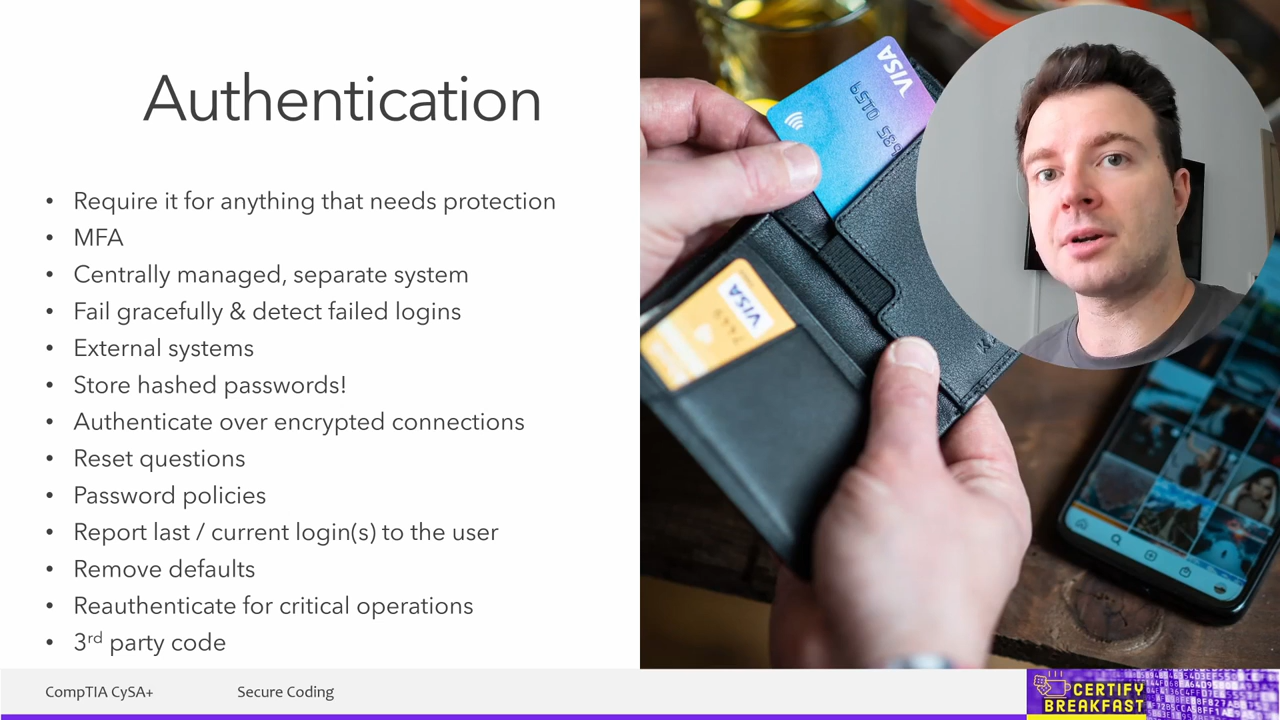 Authentication
• Require it for anything that needs protection
• MFA
• Centrally managed, separate system
• Fail gracefully & detect failed logins
• External systems
• Store hashed passwords!
• Authenticate over encrypted connections
• Reset questions
• Password policies
• Report last / current login(s) to the user
• Remove defaults
• Reauthenticate for critical operations
• 3rd party code
VISA
VISA
CompTIA CySA+
Secure Coding
CERTIFY
BREAKFAST